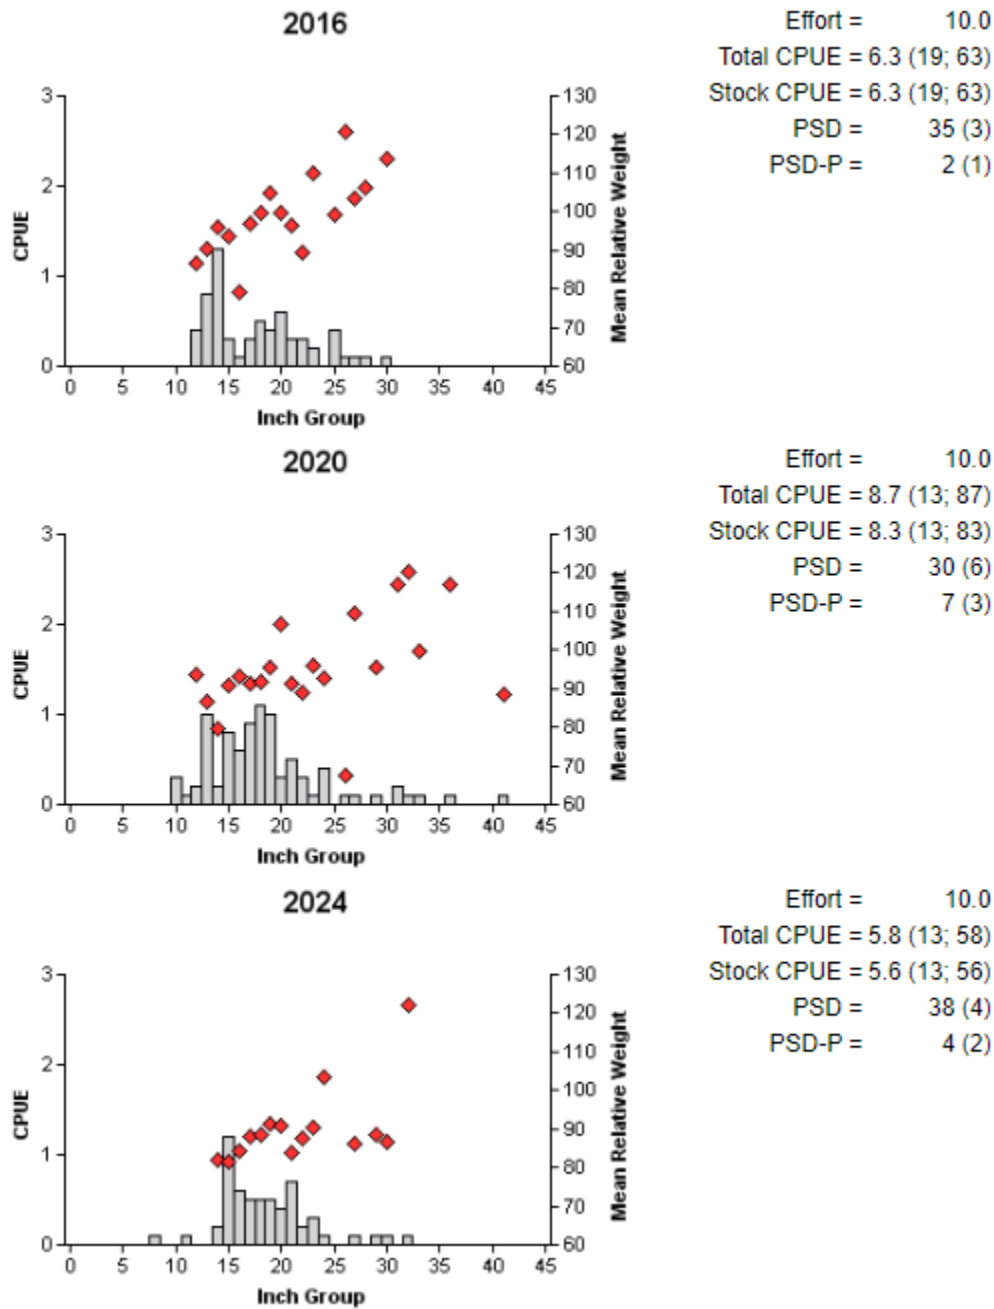 2016
Effort = 10.0
Total CPUE = 6.3 (19; 63)
Stock CPUE = 6.3 (19; 63)
PSD = 35 (3)
PSD-P = 2 (1)
3
2
1
0
CPUE
130
120
110
100
90
80
70
60
Mean Relative Weight
0 5 10 15 20 25 30 35 40 45
Inch Group
2020
Effort = 10.0
Total CPUE = 8.7 (13; 87)
Stock CPUE = 8.3 (13; 83)
PSD = 30 (6)
PSD-P = 7 (3)
3
2
1
0
CPUE
130
120
110
100
90
80
70
60
Mean Relative Weight
0 5 10 15 20 25 30 35 40 45
Inch Group
2024
Effort = 10.0
Total CPUE = 5.8 (13; 58)
Stock CPUE = 5.6 (13; 56)
PSD = 38 (4)
PSD-P = 4 (2)
3
2
1
0
CPUE
130
120
110
100
90
80
70
60
Mean Relative Weight
0 5 10 15 20 25 30 35 40 45
Inch Group